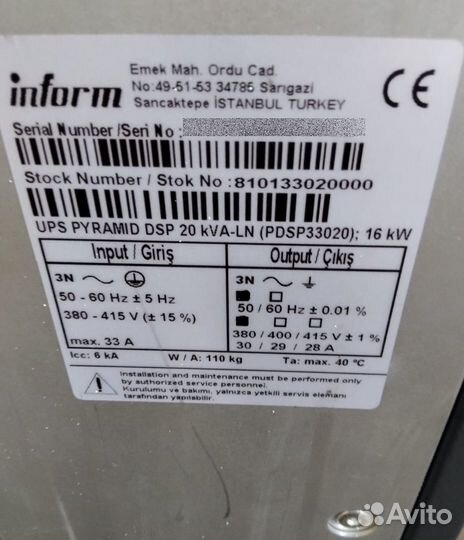 inform
Emek Mah. Ordu Cad.
No:49-51-53 34785 Sarıgazi
Sancaktepe İSTANBUL TURKEY
CE
Serial Number /Seri No :
Stock Number / Stok No :810133020000
UPS PYRAMID DSP 20 kVA-LN (PDSP33020); 16 kW
Input / Giriş
3N
50 - 60 Hz ± 5 Hz
380 - 415 V (± 15 %)
max. 33 A
Output / Çıkış
3N
50 / 60 Hz ± 0.01 %
380 / 400 / 415 V ± 1 %
30 / 29 / 28 A
Icc: 6 kA W / A: 110 kg Ta: max. 40 °C
Installation and maintenance must be performed only
by authorized service personnel.
Kurulumu ve bakımı, yalnızca yetkili servis elemanı
tarafından yapılmalıdır.
Avito